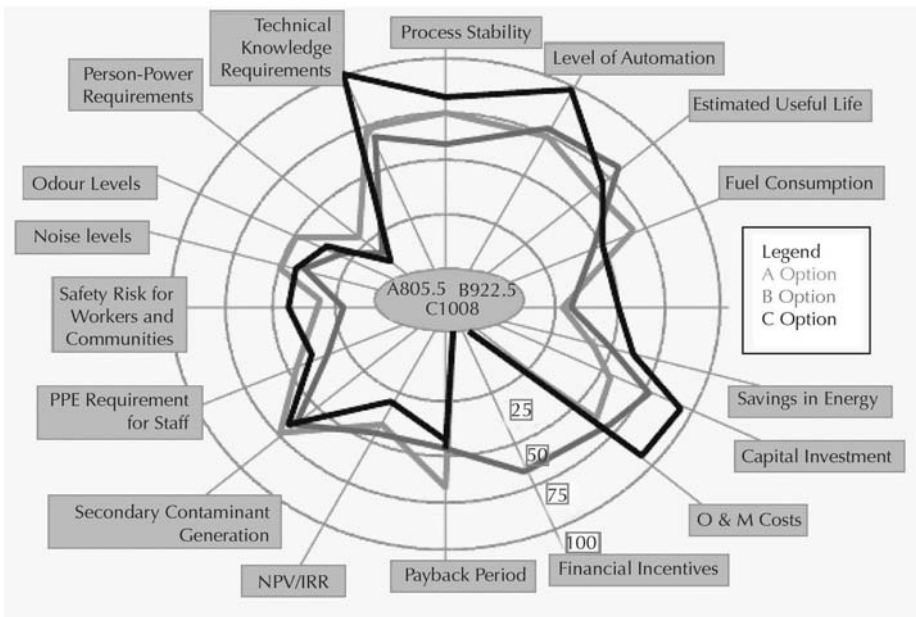 Technical
Knowledge
Requirements
Process Stability
Level of Automation
Person-Power
Requirements
Estimated Useful Life
Odour Levels
Fuel Consumption
Noise levels
Legend
A Option
B Option
C Option
A805.5 B922.5
C1008
Safety Risk for
Workers and
Communities
PPE Requirement
for Staff
Savings in Energy
25
50
75
100
Capital Investment
Secondary Contaminant
Generation
O & M Costs
NPV/IRR
Payback Period
Financial Incentives